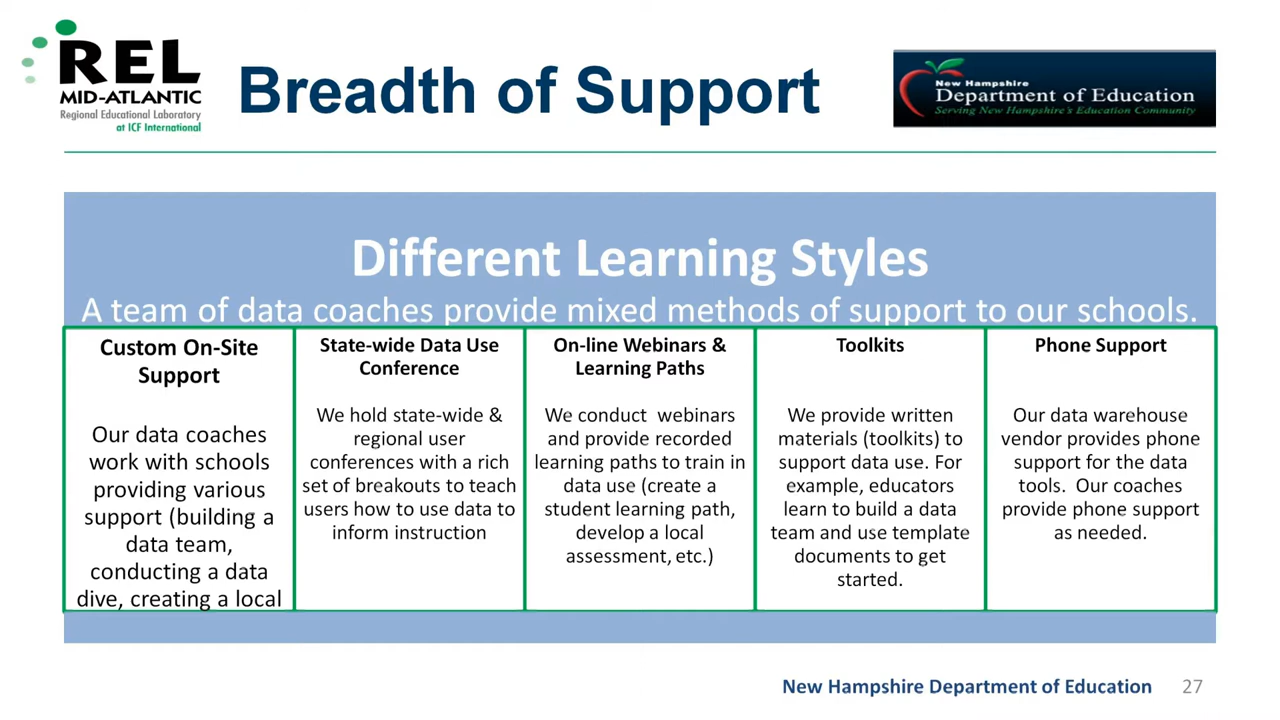 REL
MID-ATLANTIC
Regional Educational Laboratory
at ICF International
Breadth of Support
New Hampshire
Department of Education
Serving New Hampshire's Education Community
Different Learning Styles
A team of data coaches provide mixed methods of support to our schools.
Custom On-Site
Support
Our data coaches
work with schools
providing various
support (building a
data team,
conducting a data
dive, creating a local
State-wide Data Use
Conference
We hold state-wide &
regional user
conferences with a rich
set of breakouts to teach
users how to use data to
inform instruction
On-line Webinars &
Learning Paths
We conduct webinars
and provide recorded
learning paths to train in
data use (create a
student learning path,
develop a local
assessment, etc.)
Toolkits
We provide written
materials (toolkits) to
support data use. For
example, educators
learn to build a data
team and use template
documents to get
started.
Phone Support
Our data warehouse
vendor provides phone
support for the data
tools. Our coaches
provide phone support
as needed.
New Hampshire Department of Education
27